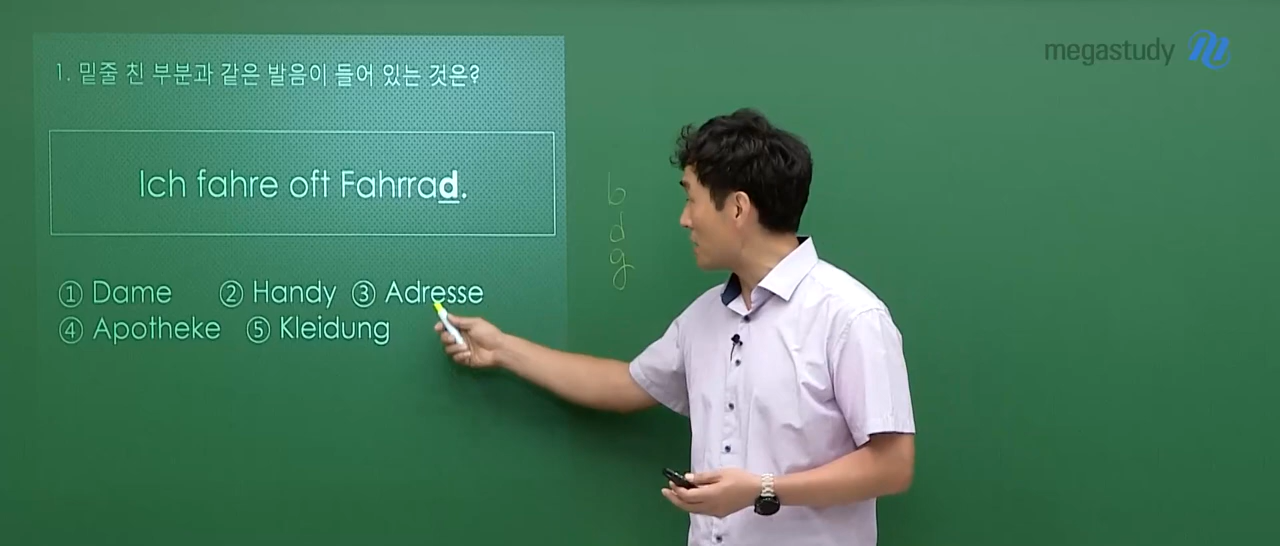 megastudy
1. 밑줄 친 부분과 같은 발음이 들어 있는 것은?
Ich fahre oft Fahrrad.
① Dame ② Handy ③ Adresse
④ Apotheke ⑤ Kleidung
b
d
g